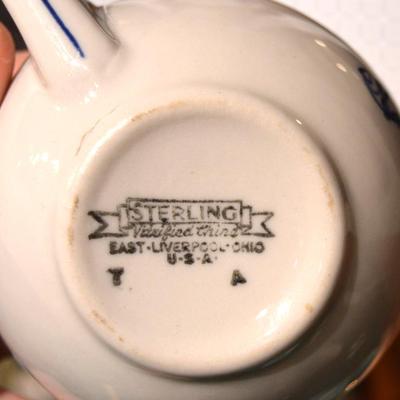 STERLING
Vitrified China
EAST·LIVERPOOL·OHIO
U·S·A·
T A